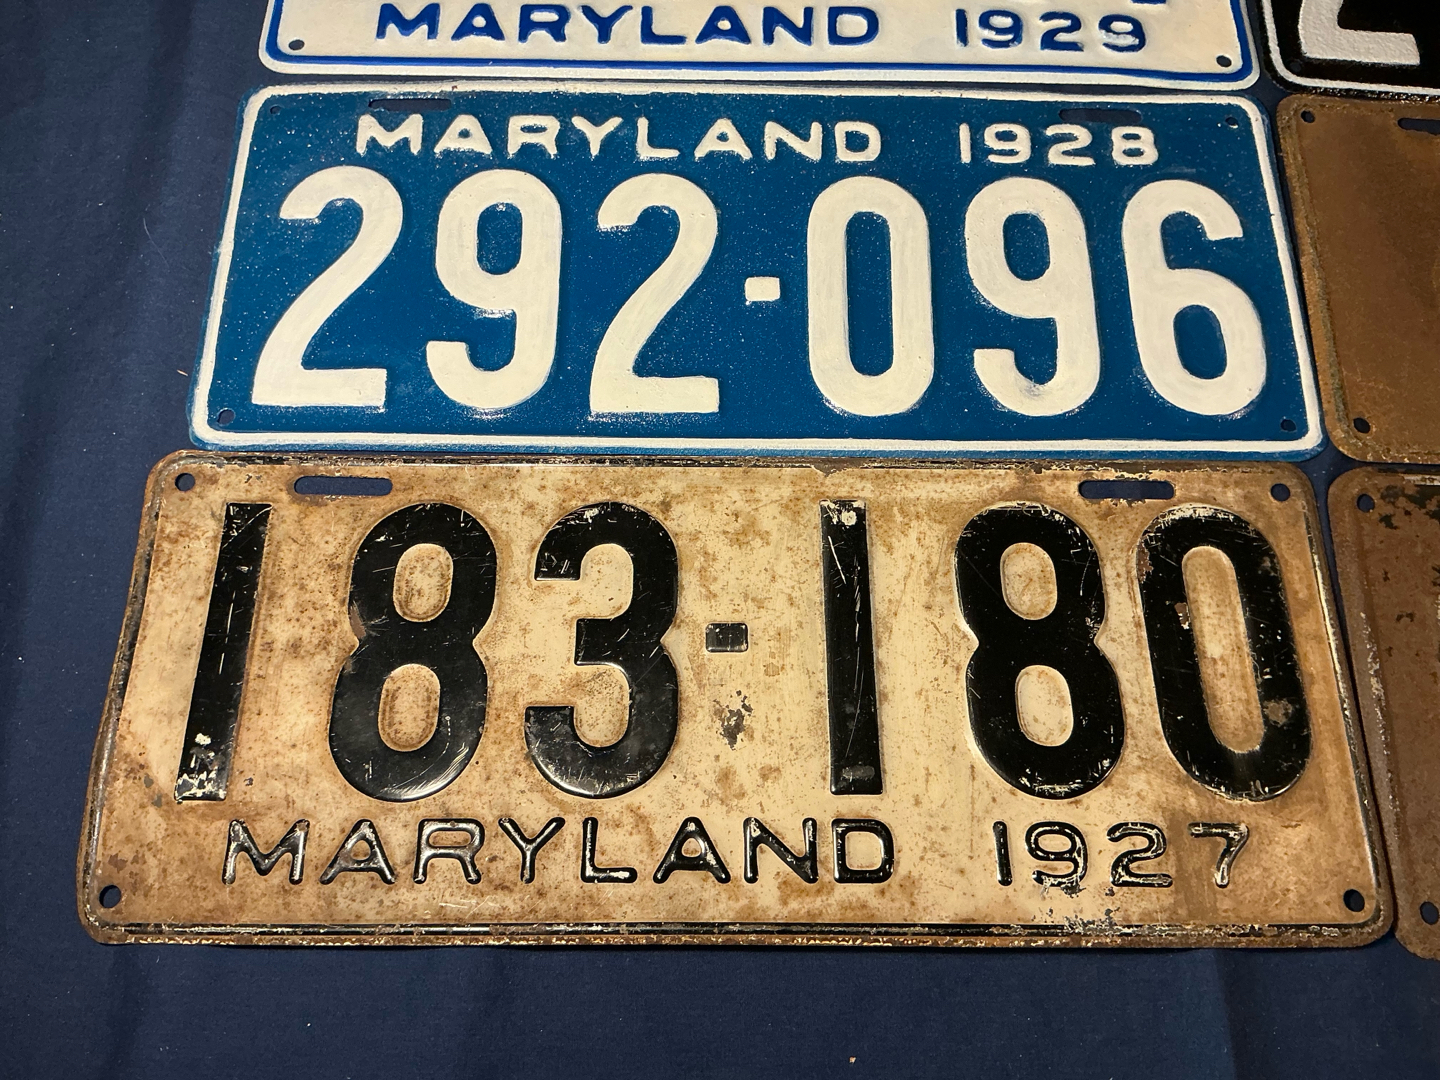 MARYLAND 1929
MARYLAND 1928
292-096
183-180
MARYLAND 1927